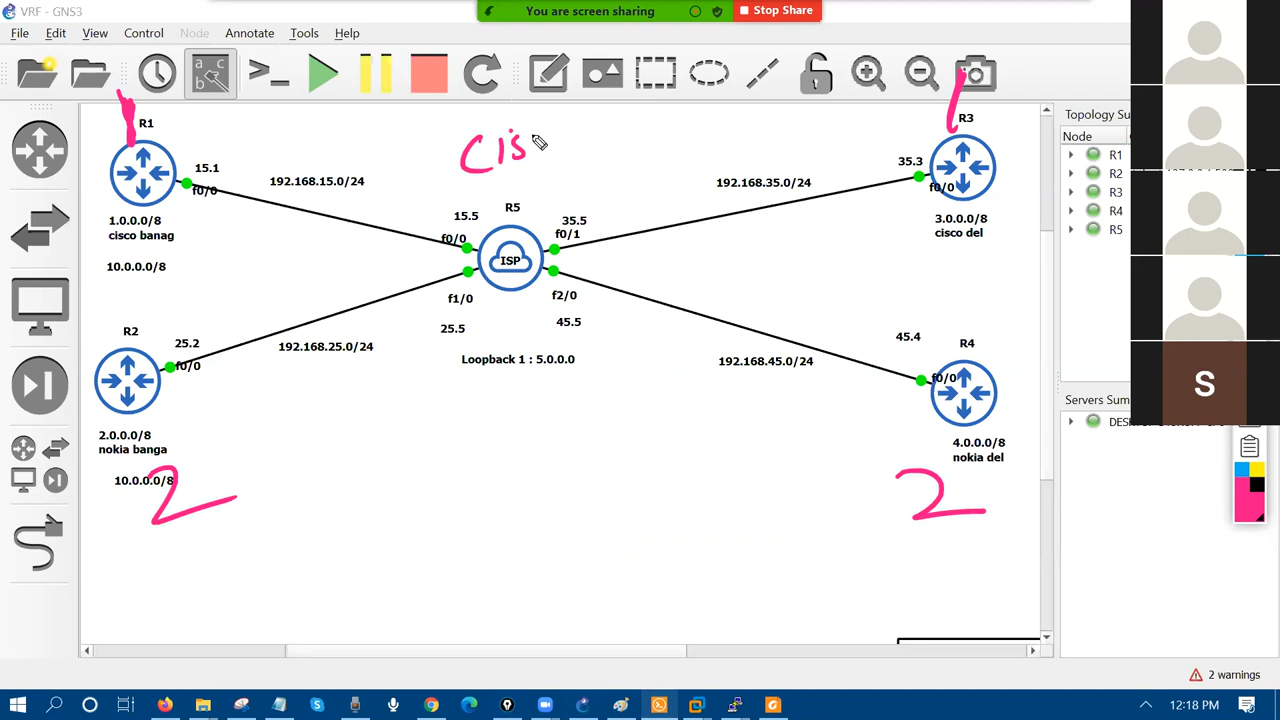 VRF - GNS3
You are screen sharing
Stop Share
File Edit View Control Node Annotate Tools Help
a c
b
R1
15.1
f0/0
1.0.0.0/8
cisco banag
10.0.0.0/8
192.168.15.0/24
Cis
R5
15.5
f0/0
35.5
f0/1
ISP
f1/0
25.5
f2/0
45.5
Loopback 1 : 5.0.0.0
192.168.35.0/24
1
R3
35.3
f0/0
3.0.0.0/8
cisco del
R2
25.2
f0/0
2.0.0.0/8
nokia banga
10.0.0.0/8
2
192.168.25.0/24
192.168.45.0/24
R4
45.4
f0/0
4.0.0.0/8
nokia del
2
Topology Su
Node
R1
R2
R3
R4
R5
S
Servers Sum
2 warnings
12:18 PM